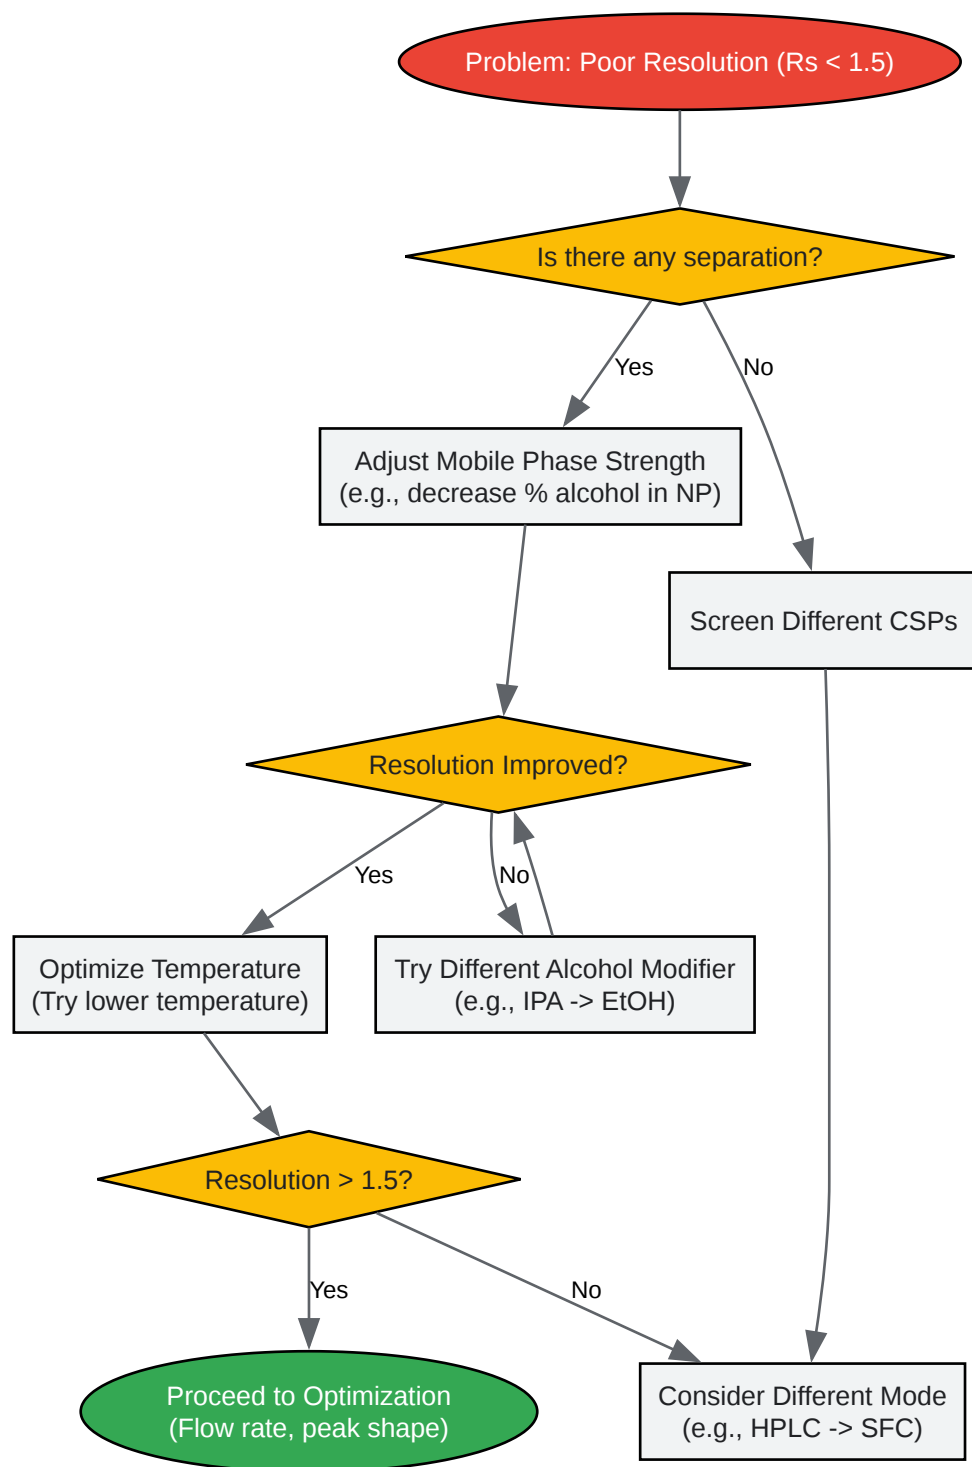 Problem: Poor Resolution (Rs < 1.5)
Is there any separation?
Yes
No
Adjust Mobile Phase Strength
(e.g., decrease % alcohol in NP)
Screen Different CSPs
Resolution Improved?
Yes
No
Optimize Temperature
(Try lower temperature)
Try Different Alcohol Modifier
(e.g., IPA -> EtOH)
Resolution > 1.5?
Yes
No
Proceed to Optimization
(Flow rate, peak shape)
Consider Different Mode
(e.g., HPLC -> SFC)